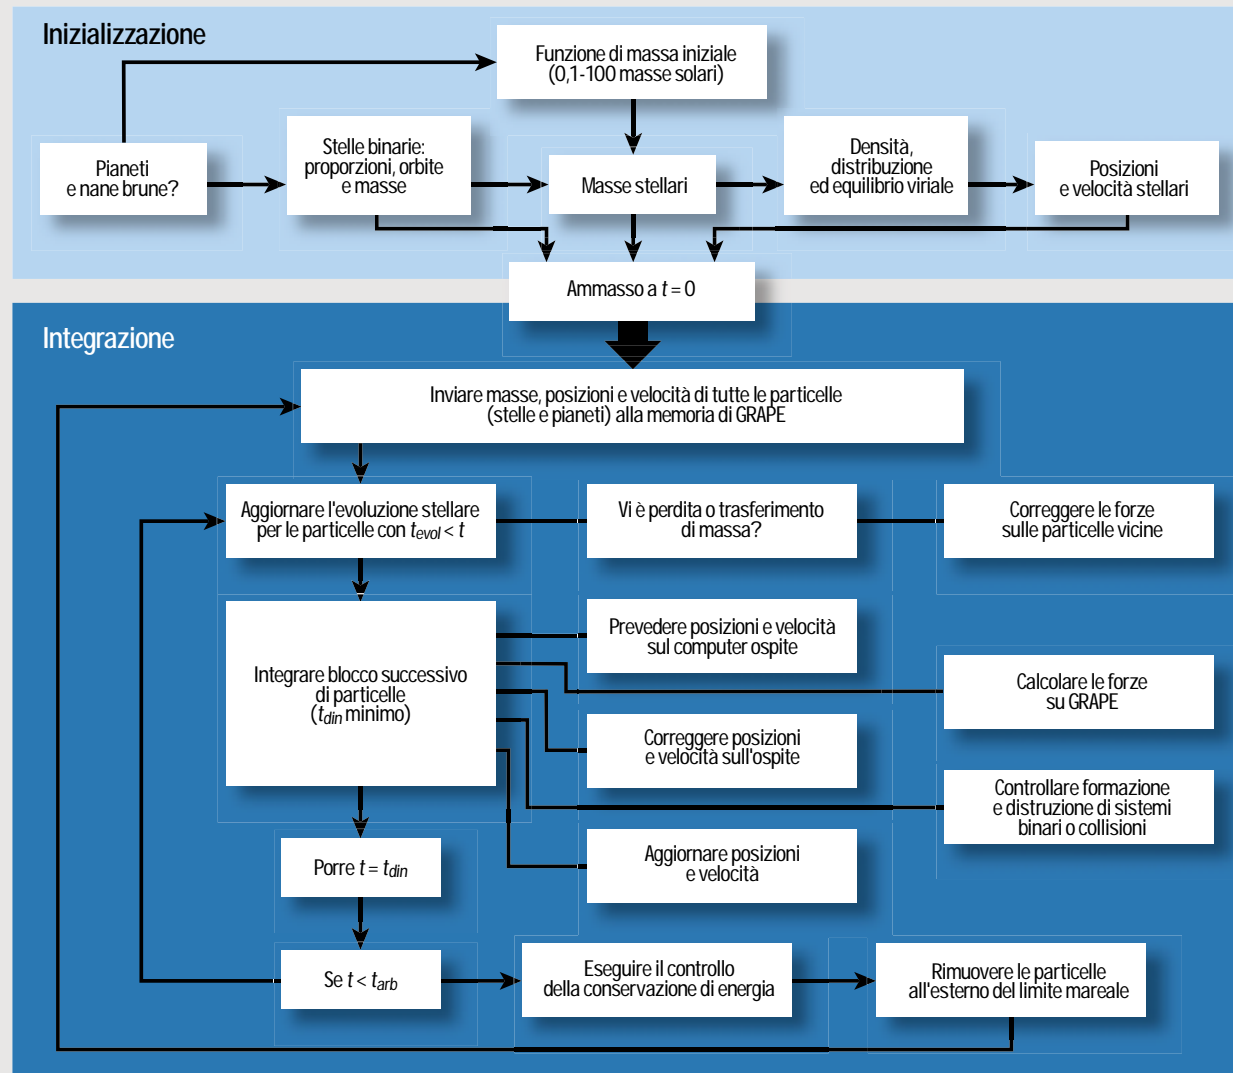 Inizializzazione
Funzione di massa iniziale
(0,1-100 masse solari)
Pianeti
e nane brune?
Stelle binarie:
proporzioni, orbite
e masse
Masse stellari
Densità,
distribuzione
ed equilibrio viriale
Posizioni
e velocità stellari
Ammasso a t = 0
Integrazione
Inviare masse, posizioni e velocità di tutte le particelle
(stelle e pianeti) alla memoria di GRAPE
Aggiornare l'evoluzione stellare
per le particelle con tevol < t
Vi è perdita o trasferimento
di massa?
Correggere le forze
sulle particelle vicine
Integrare blocco successivo
di particelle
(tdin minimo)
Prevedere posizioni e velocità
sul computer ospite
Calcolare le forze
su GRAPE
Correggere posizioni
e velocità sull'ospite
Controllare formazione
e distruzione di sistemi
binari o collisioni
Aggiornare posizioni
e velocità
Porre t = tdin
Se t < tarb
Eseguire il controllo
della conservazione di energia
Rimuovere le particelle
all'esterno del limite mareale